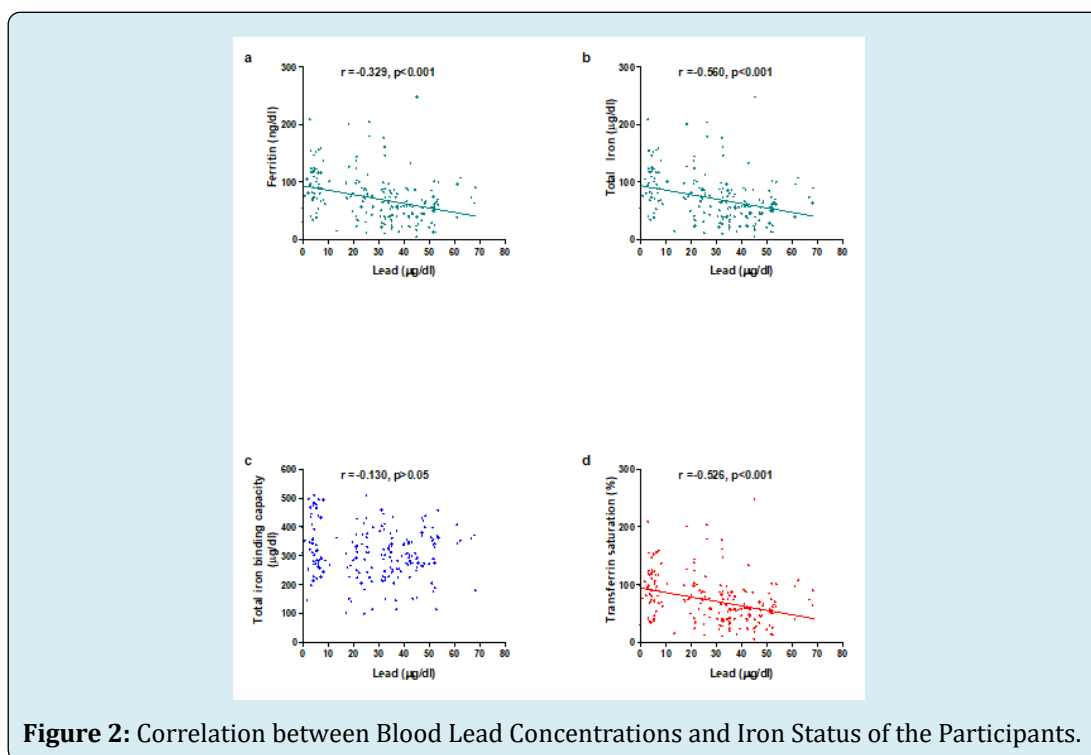 a
r =-0.329, p<0.001
300
200
100
0
Ferritin (ng/dl)
0 10 20 30 40 50 60 70 80
Lead (µg/dl)
b
r =-0.560, p<0.001
300
200
100
0
Total Iron (µg/dl)
0 10 20 30 40 50 60 70 80
Lead (µg/dl)
c
r =-0.130, p>0.05
600
500
400
300
200
100
0
Total iron binding capacity
(µg/dl)
0 10 20 30 40 50 60 70 80
Lead (µg/dl)
d
r =-0.526, p<0.001
300
200
100
0
Transferrin saturation (%)
0 10 20 30 40 50 60 70 80
Lead (µg/dl)
Figure 2: Correlation between Blood Lead Concentrations and Iron Status of the Participants.